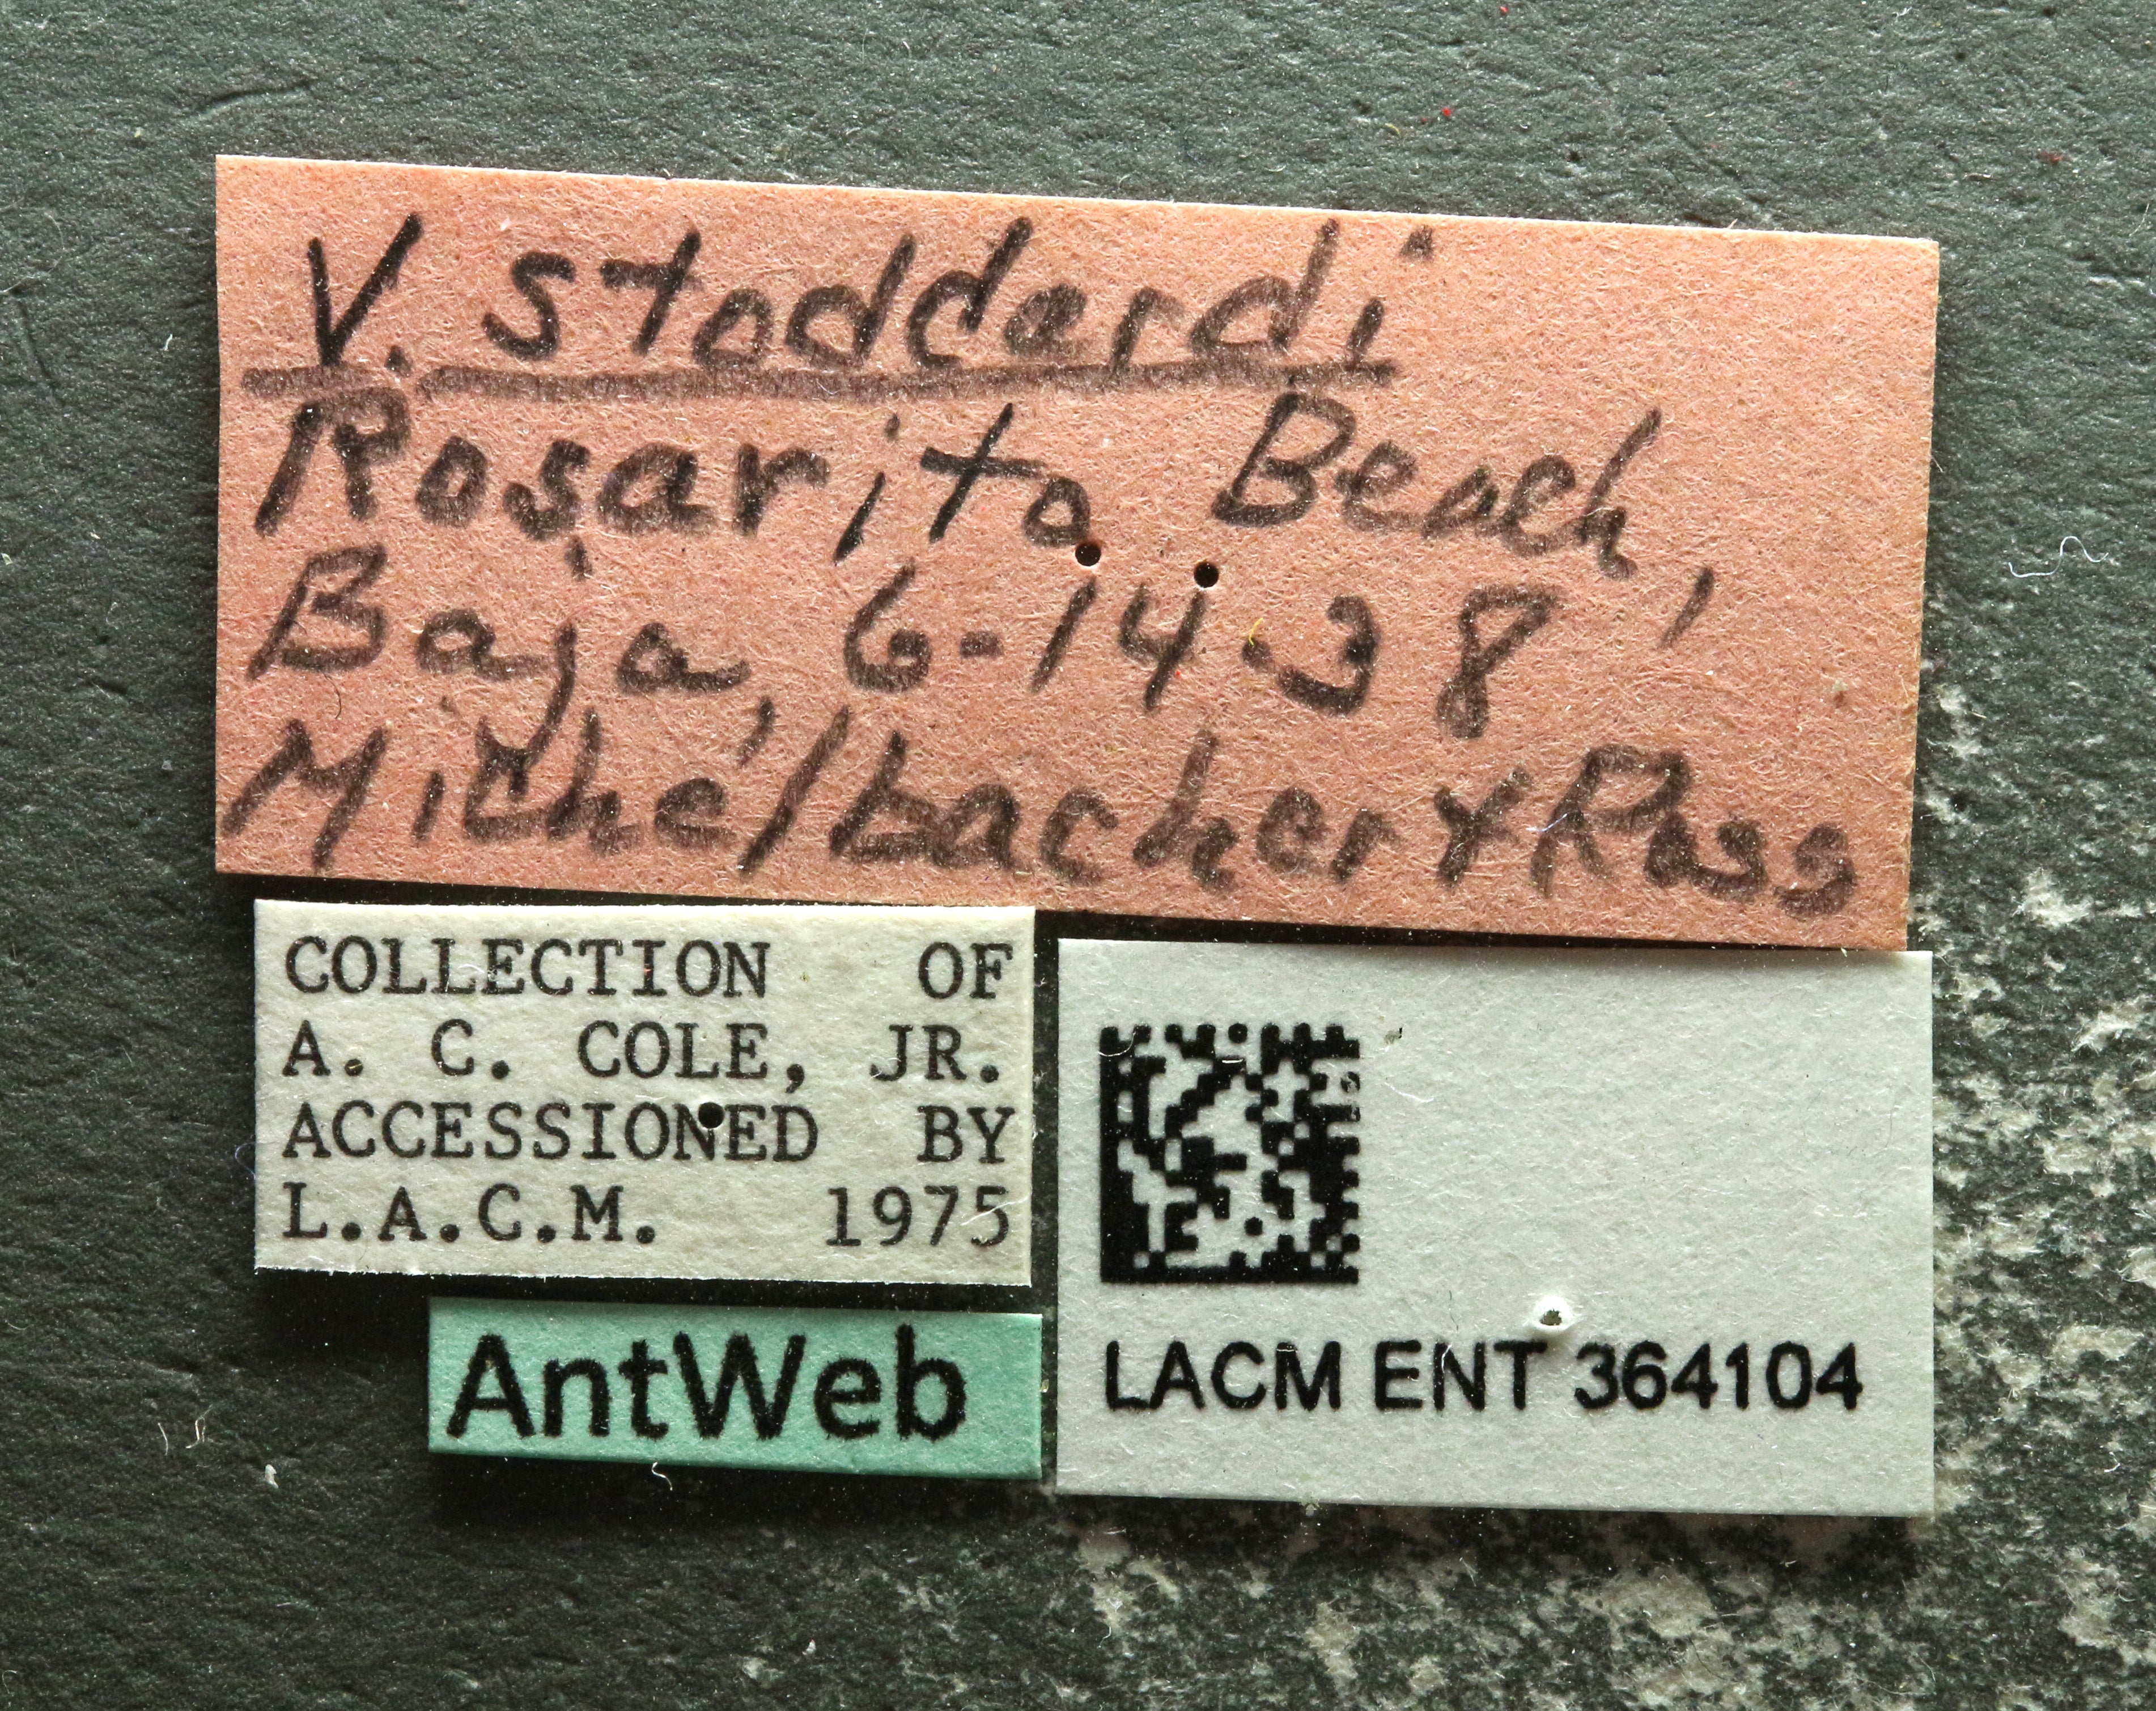 V. stoddardi
Rosarito Beach,
Baja, 6-14-38
Michelbacher & Ross
COLLECTION OF
A. C. COLE, JR.
ACCESSIONED BY
L.A.C.M. 1975
AntWeb
LACM ENT 364104